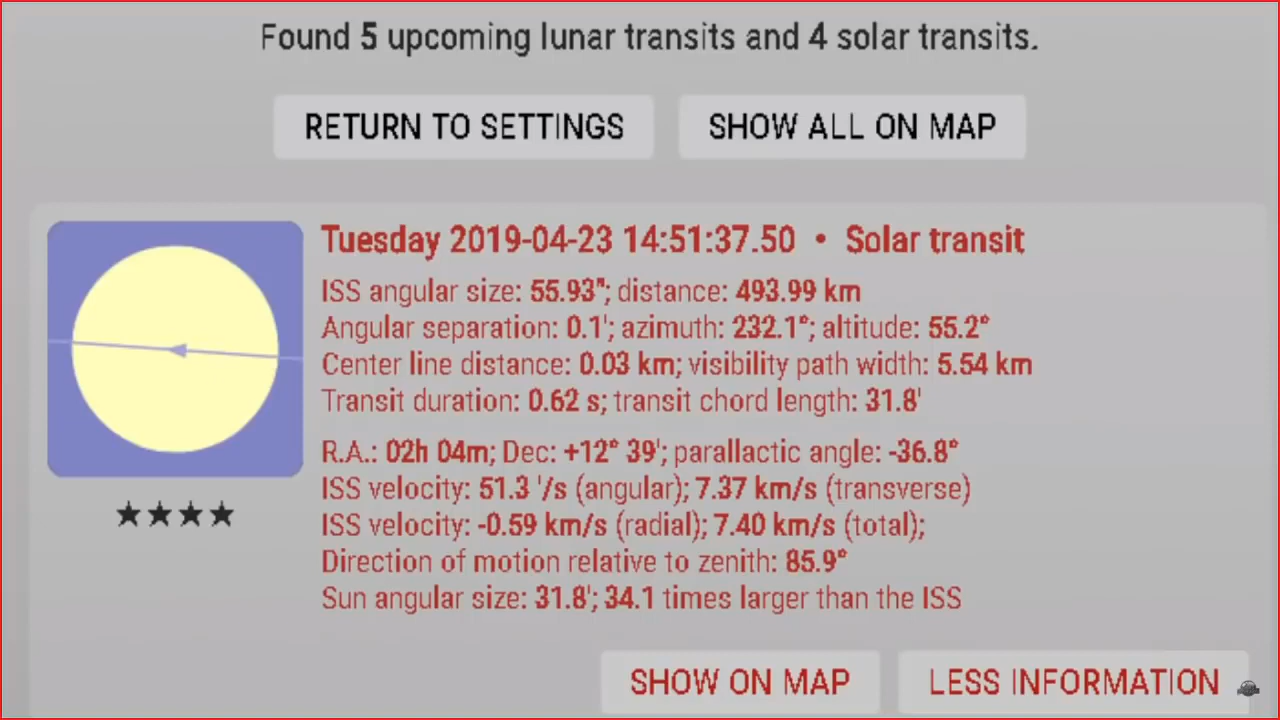 Found 5 upcoming lunar transits and 4 solar transits.
RETURN TO SETTINGS
SHOW ALL ON MAP
Tuesday 2019-04-23 14:51:37.50 • Solar transit
ISS angular size: 55.93"; distance: 493.99 km
Angular separation: 0.1'; azimuth: 232.1°; altitude: 55.2°
Center line distance: 0.03 km; visibility path width: 5.54 km
Transit duration: 0.62 s; transit chord length: 31.8'
R.A.: 02h 04m; Dec: +12° 39'; parallactic angle: -36.8°
ISS velocity: 51.3 '/s (angular); 7.37 km/s (transverse)
ISS velocity: -0.59 km/s (radial); 7.40 km/s (total);
Direction of motion relative to zenith: 85.9°
Sun angular size: 31.8'; 34.1 times larger than the ISS
SHOW ON MAP
LESS INFORMATION